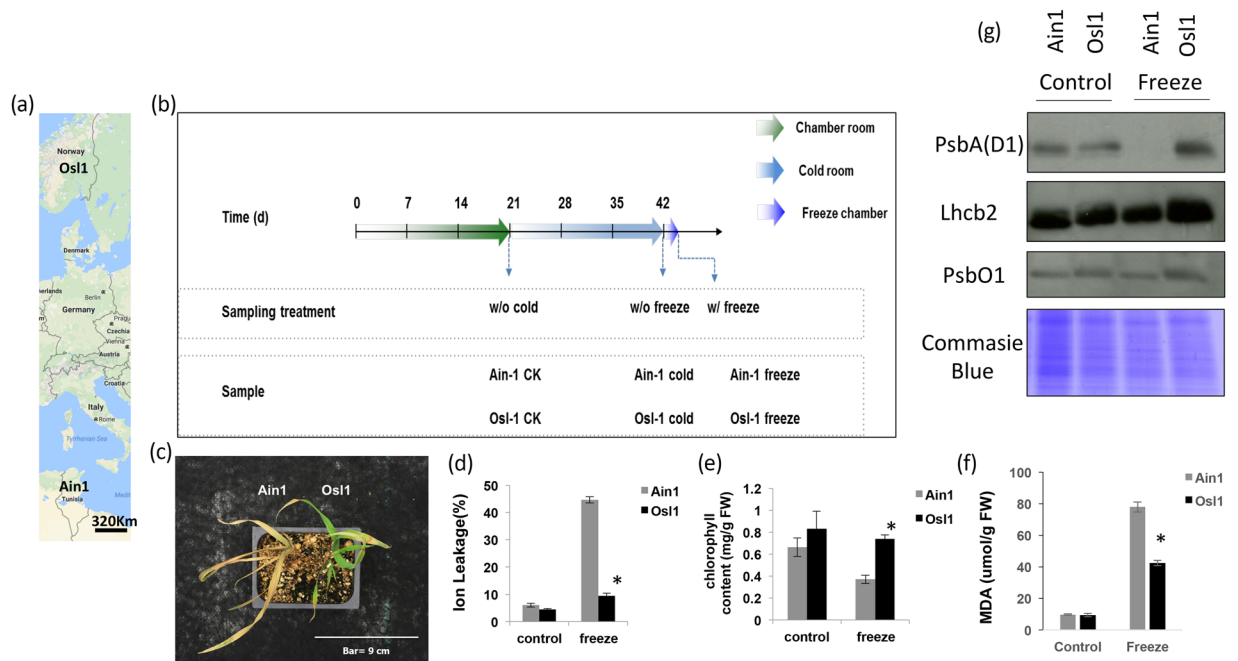 (a)
Norway
Osl1
Denmark
Berlin
Germany
Czechia
Vienna
Austria
Croatia
Italy
Rome
Tyrrhenian Sea
Ain1
Tunisia
320Km
(b)
Chamber room
Cold room
Freeze chamber
Time (d)
0 7 14 21 28 35 42
Sampling treatment
w/o cold w/o freeze w/ freeze
Sample
Ain-1 CK Ain-1 cold Ain-1 freeze
Osl-1 CK Osl-1 cold Osl-1 freeze
(c)
Ain1 Osl1
Bar= 9 cm
(d)
Ion Leakage(%)
50
40
30
20
10
0
control freeze
Ain1
Osl1
*
(e)
chlorophyll
content (mg/g FW)
1.2
1
0.8
0.6
0.4
0.2
0
control freeze
Ain1
Osl1
*
(f)
MDA (umol/g FW)
100
80
60
40
20
0
Control Freeze
Ain1
Osl1
*
(g)
Ain1 Osl1 Ain1 Osl1
Control Freeze
PsbA(D1)
Lhcb2
PsbO1
Commasie
Blue